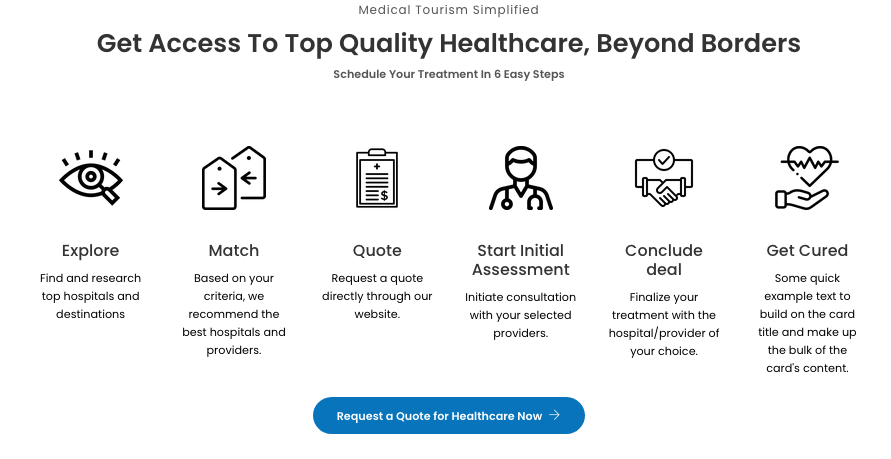 Medical Tourism Simplified
Get Access To Top Quality Healthcare, Beyond Borders
Schedule Your Treatment In 6 Easy Steps
$
Explore
Find and research
top hospitals and
destinations
Match
Based on your
criteria, we
recommend the
best hospitals and
providers.
Quote
Request a quote
directly through our
website.
Start Initial
Assessment
Initiate consultation
with your selected
providers.
Conclude
deal
Finalize your
treatment with the
hospital/provider of
your choice.
Get Cured
Some quick
example text to
build on the card
title and make up
the bulk of the
card's content.
Request a Quote for Healthcare Now →